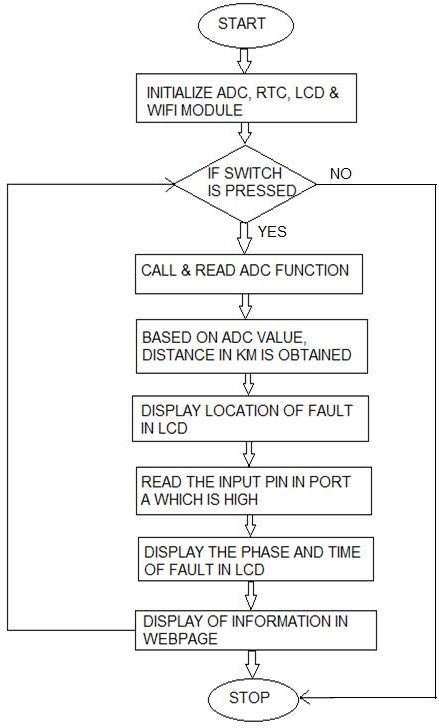 START
INITIALIZE ADC, RTC, LCD &
WIFI MODULE
IF SWITCH
IS PRESSED
NO
YES
CALL & READ ADC FUNCTION
BASED ON ADC VALUE,
DISTANCE IN KM IS OBTAINED
DISPLAY LOCATION OF FAULT
IN LCD
READ THE INPUT PIN IN PORT
A WHICH IS HIGH
DISPLAY THE PHASE AND TIME
OF FAULT IN LCD
DISPLAY OF INFORMATION IN
WEBPAGE
STOP